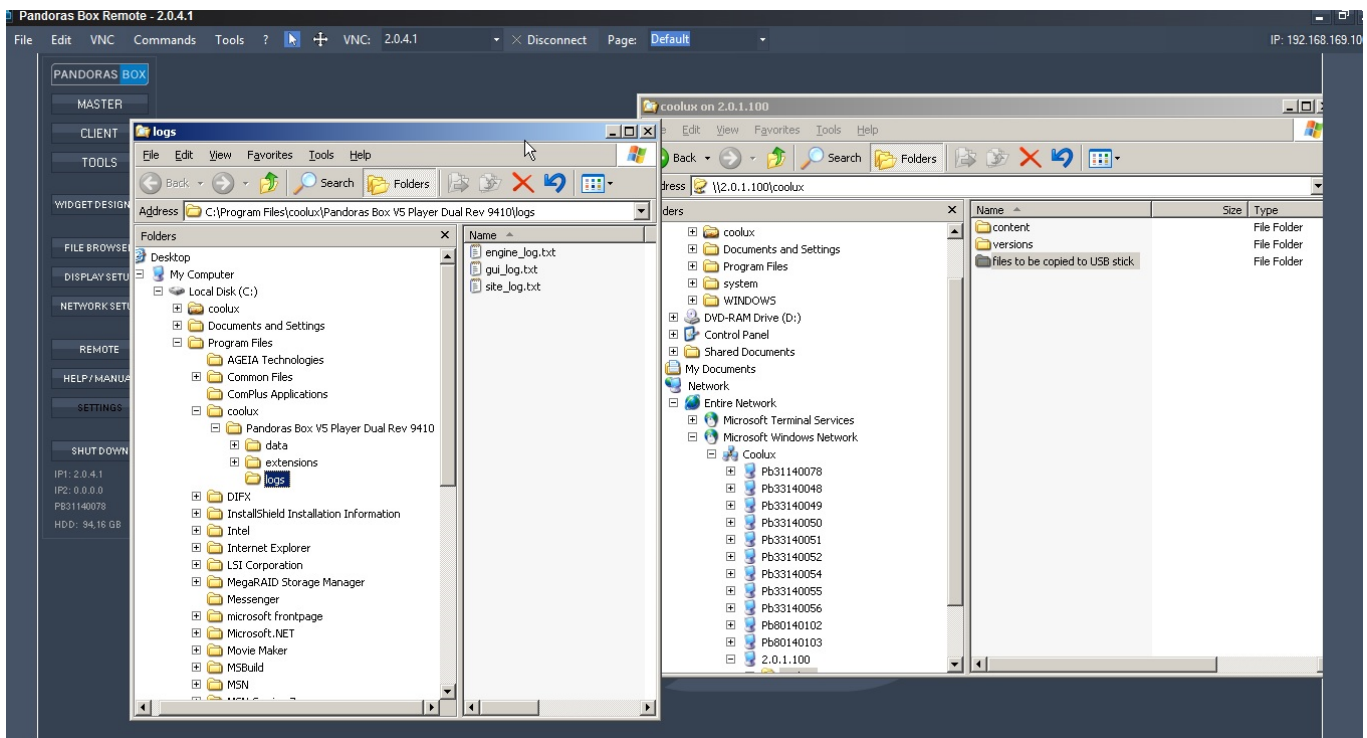 Pandoras Box Remote - 2.0.4.1
File Edit VNC Commands Tools ? VNC: 2.0.4.1 Disconnect Page: Default IP: 192.168.169.10
PANDORAS BOX
MASTER
CLIENT
TOOLS
WIDGETDESIGN
FILE BROWSE
DISPLAY SETU
NETWORK SET
REMOTE
HELP / MANUA
SETTINGS
SHUT DOWN
IP1: 2.0.4.1
IP2: 0.0.0.0
PB31140078
HDD: 94,16 GB
logs
File Edit View Favorites Tools Help
Back Search Folders
Address C:\Program Files\coolux\Pandoras Box V5 Player Dual Rev 9410\logs
Folders
Desktop
My Computer
Local Disk (C:)
coolux
Documents and Settings
Program Files
AGEIA Technologies
Common Files
ComPlus Applications
coolux
Pandoras Box V5 Player Dual Rev 9410
data
extensions
logs
DIFX
InstallShield Installation Information
Intel
Internet Explorer
LSI Corporation
MegaRAID Storage Manager
Messenger
microsoft frontpage
Microsoft.NET
Movie Maker
MSBuild
MSN
Name
engine_log.txt
gui_log.txt
site_log.txt
coolux on 2.0.1.100
Edit View Favorites Tools Help
Back Search Folders
dress \\2.0.1.100\coolux
ders
coolux
Documents and Settings
Program Files
system
WINDOWS
DVD-RAM Drive (D:)
Control Panel
Shared Documents
My Documents
Network
Entire Network
Microsoft Terminal Services
Microsoft Windows Network
Coolux
Pb31140078
Pb33140048
Pb33140049
Pb33140050
Pb33140051
Pb33140052
Pb33140054
Pb33140055
Pb33140056
Pb80140102
Pb80140103
2.0.1.100
Name Size Type
content File Folder
versions File Folder
files to be copied to USB stick File Folder